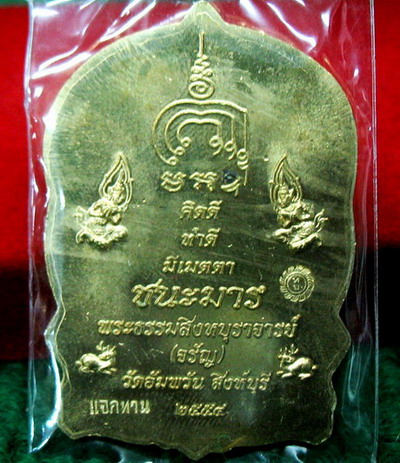 คิดดี
ทำดี
มีเมตตา
ชนะมาร
พระธรรมสิงหบุราจารย์
(จรัญ)
วัดอัมพวัน สิงห์บุรี
แจกทาน ๒๕๕๔